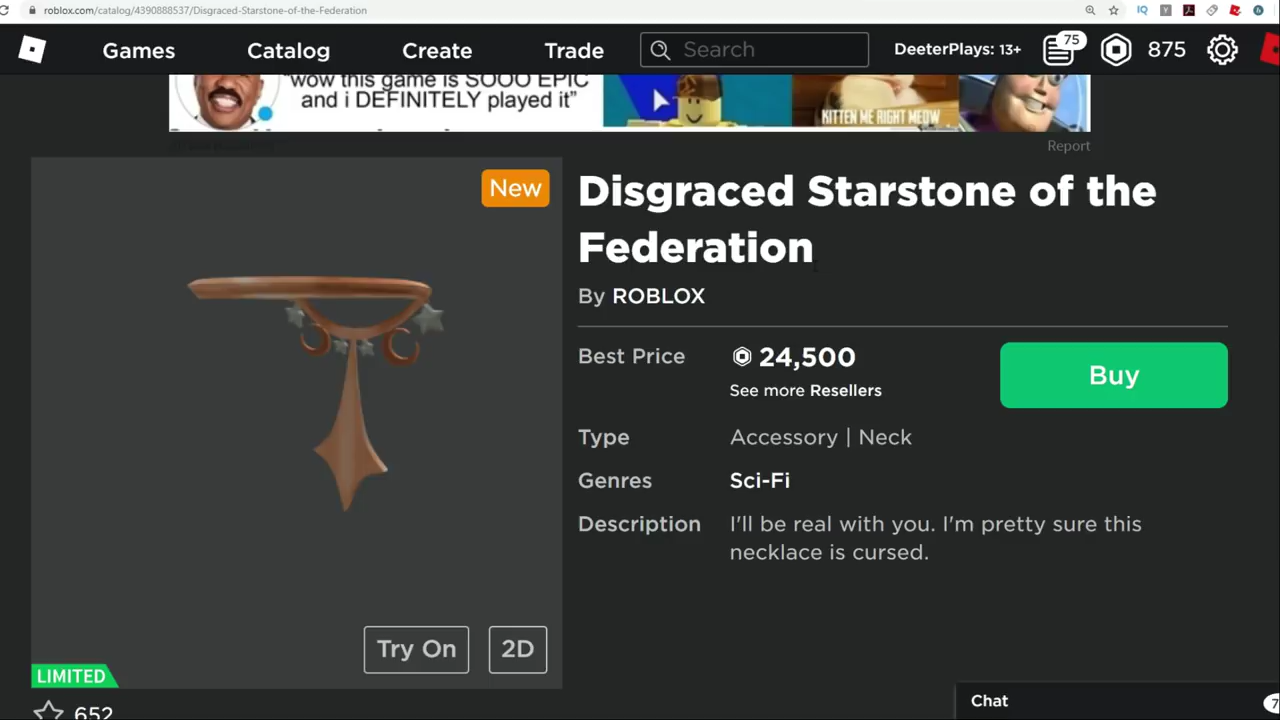 roblox.com/catalog/4390888537/Disgraced-Starstone-of-the-Federation
Games Catalog Create Trade Search DeeterPlays: 13+ 75 875
"wow this game is SOOO EPIC
and i DEFINITELY played it"
KITTEN ME RIGHT MEOW
Report
New
Disgraced Starstone of the
Federation
By ROBLOX
Best Price 24,500
Buy
See more Resellers
Type Accessory | Neck
Genres Sci-Fi
Description I'll be real with you. I'm pretty sure this
necklace is cursed.
Try On 2D
LIMITED
652
Chat